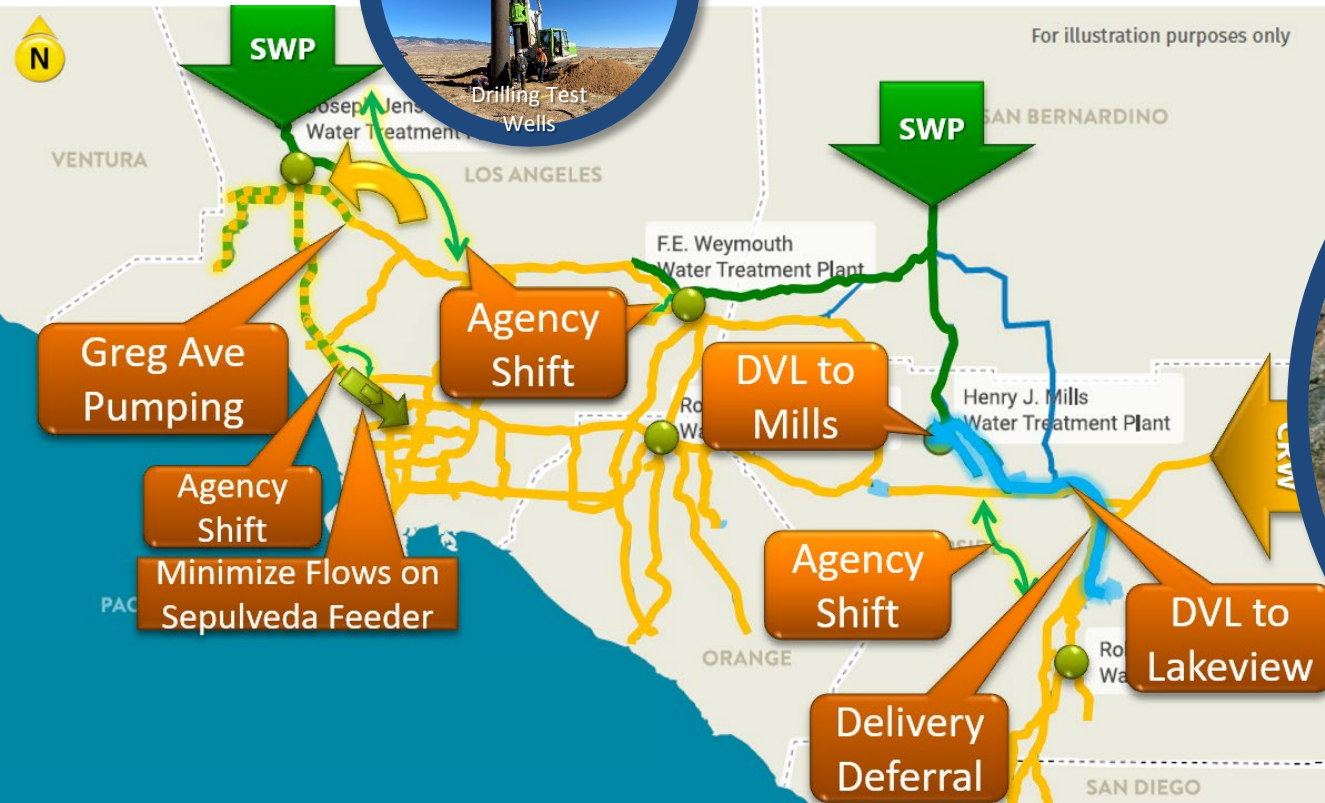 N
SWP
Drilling Test
Wells
For illustration purposes only
SWP
SAN BERNARDINO
Water Treatment
VENTURA
LOS ANGELES
F.E. Weymouth
Water Treatment Plant
Agency
Shift
Greg Ave
Pumping
DVL to
Mills
Henry J. Mills
Water Treatment Plant
CRW
Agency
Shift
Minimize Flows on
Sepulveda Feeder
Agency
Shift
DVL to
Lakeview
ORANGE
Delivery
Deferral
SAN DIEGO